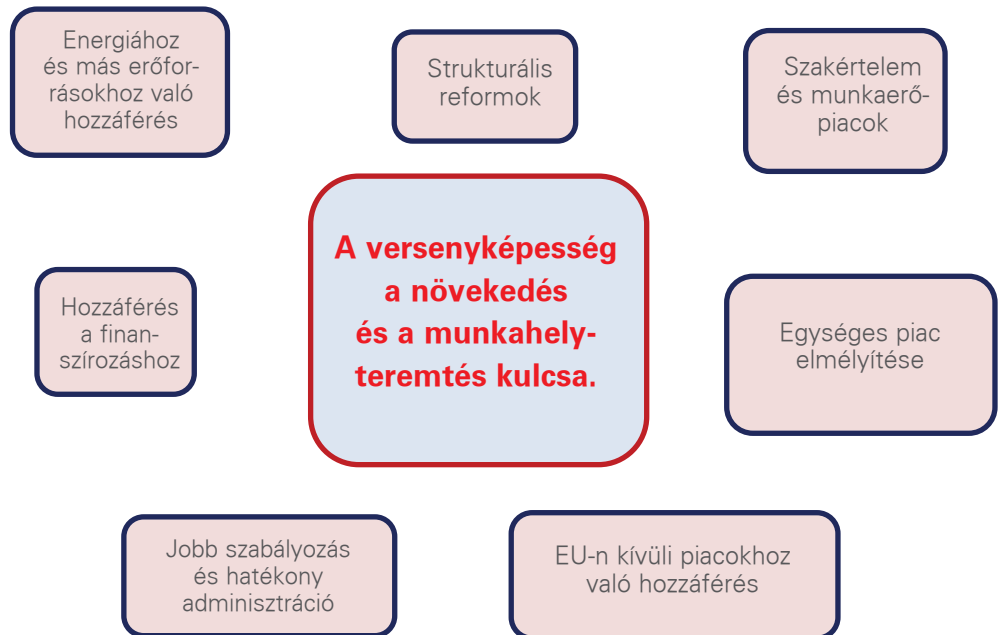 Energiához
és más erőfor-
rásokhoz való
hozzáférés
Strukturális
reformok
Szakértelem
és munkaerő-
piacok
A versenyképesség
a növekedés
és a munkahely-
teremtés kulcsa.
Hozzáférés
a finan-
szírozáshoz
Egységes piac
elmélyítése
Jobb szabályozás
és hatékony
adminisztráció
EU-n kívüli piacokhoz
való hozzáférés